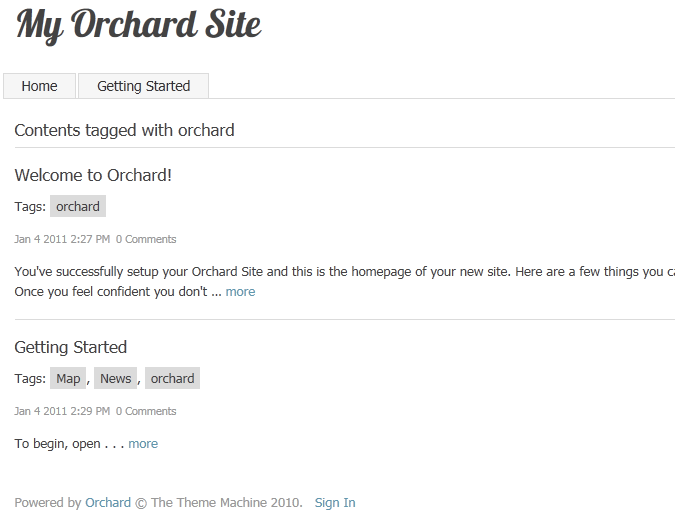 My Orchard Site
Home Getting Started
Contents tagged with orchard
Welcome to Orchard!
Tags: orchard
Jan 4 2011 2:27 PM 0 Comments
You've successfully setup your Orchard Site and this is the homepage of your new site. Here are a few things you
Once you feel confident you don't ... more
Getting Started
Tags: Map, News, orchard
Jan 4 2011 2:29 PM 0 Comments
To begin, open . . . more
Powered by Orchard © The Theme Machine 2010. Sign In